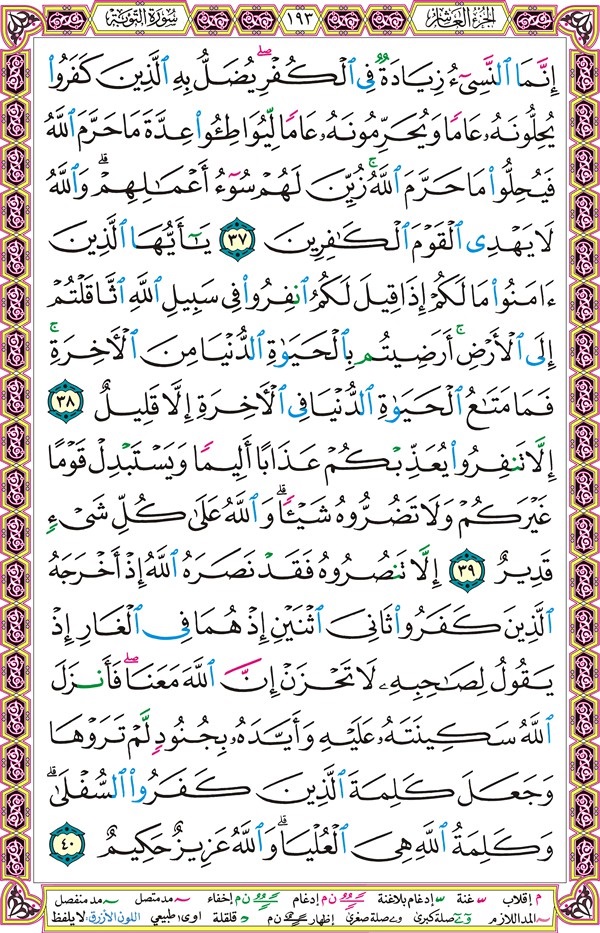 الجزء العاشر ١٩٣ سورة التوبة
إِنَّمَا ٱلنَّسِىٓءُ زِيَادَةٌ فِى ٱلْكُفْرِ ۖ يُضَلُّ بِهِ ٱلَّذِينَ كَفَرُوا۟
يُحِلُّونَهُۥ عَامًا وَيُحَرِّمُونَهُۥ عَامًا لِّيُوَاطِـُٔوا۟ عِدَّةَ مَا حَرَّمَ ٱللَّهُ
فَيُحِلُّوا۟ مَا حَرَّمَ ٱللَّهُ ۚ زُيِّنَ لَهُمْ سُوٓءُ أَعْمَـٰلِهِمْ ۗ وَٱللَّهُ
لَا يَهْدِى ٱلْقَوْمَ ٱلْكَـٰفِرِينَ ٣٧ يَـٰٓأَيُّهَا ٱلَّذِينَ
ءَامَنُوا۟ مَا لَكُمْ إِذَا قِيلَ لَكُمُ ٱنفِرُوا۟ فِى سَبِيلِ ٱللَّهِ ٱثَّاقَلْتُمْ
إِلَى ٱلْأَرْضِ ۚ أَرَضِيتُم بِٱلْحَيَوٰةِ ٱلدُّنْيَا مِنَ ٱلْـَٔاخِرَةِ ۚ
فَمَا مَتَـٰعُ ٱلْحَيَوٰةِ ٱلدُّنْيَا فِى ٱلْـَٔاخِرَةِ إِلَّا قَلِيلٌ ٣٨
إِلَّا تَنفِرُوا۟ يُعَذِّبْكُمْ عَذَابًا أَلِيمًا وَيَسْتَبْدِلْ قَوْمًا
غَيْرَكُمْ وَلَا تَضُرُّوهُ شَيْـًٔا ۗ وَٱللَّهُ عَلَىٰ كُلِّ شَىْءٍ
قَدِيرٌ ٣٩ إِلَّا تَنصُرُوهُ فَقَدْ نَصَرَهُ ٱللَّهُ إِذْ أَخْرَجَهُ
ٱلَّذِينَ كَفَرُوا۟ ثَانِىَ ٱثْنَيْنِ إِذْ هُمَا فِى ٱلْغَارِ إِذْ
يَقُولُ لِصَـٰحِبِهِۦ لَا تَحْزَنْ إِنَّ ٱللَّهَ مَعَنَا ۖ فَأَنزَلَ
ٱللَّهُ سَكِينَتَهُۥ عَلَيْهِ وَأَيَّدَهُۥ بِجُنُودٍ لَّمْ تَرَوْهَا
وَجَعَلَ كَلِمَةَ ٱلَّذِينَ كَفَرُوا۟ ٱلسُّفْلَىٰ ۗ
وَكَلِمَةُ ٱللَّهِ هِىَ ٱلْعُلْيَا ۗ وَٱللَّهُ عَزِيزٌ حَكِيمٌ ٤٠
م إقلاب غنة إدغام بلاغنة ن م إدغام ن م إخفاء مد متصل مد منفصل
المد اللازم صلة كبرى صلة صغرى إظهار ن م قلقلة اوى: طبيعي اللون الأزرق: لا يلفظ